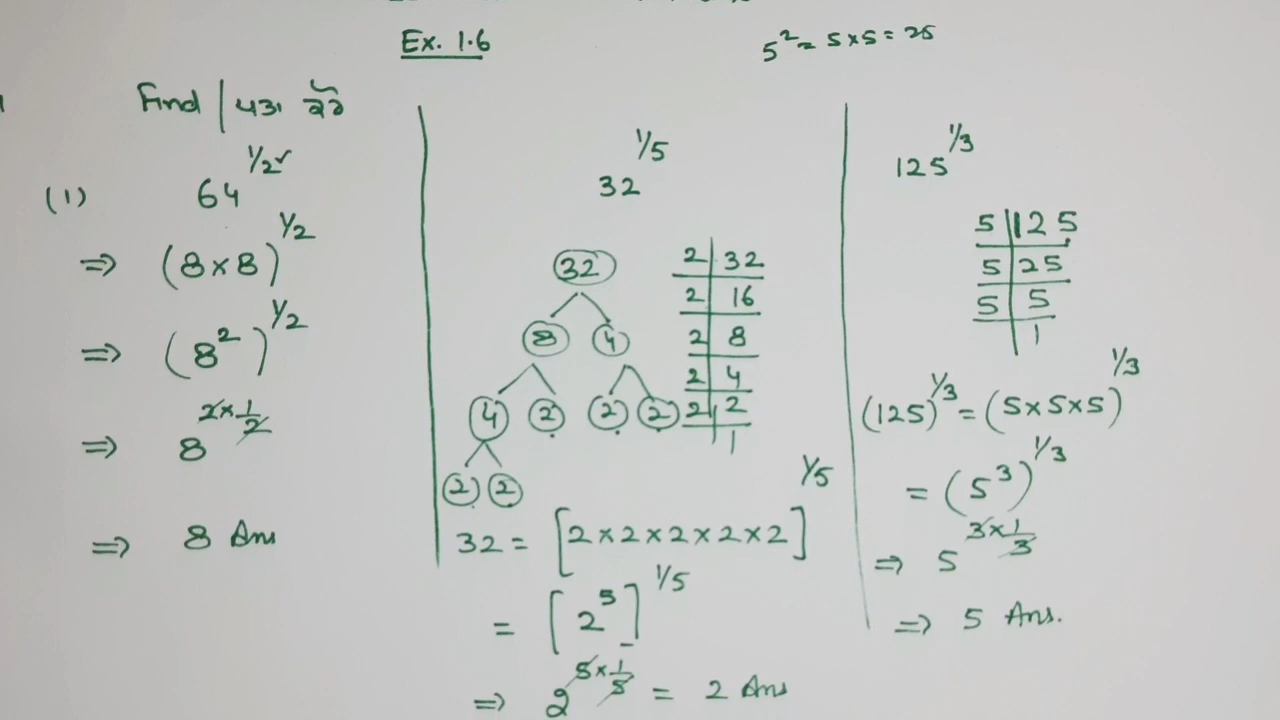 Ex. 1.6
5² = 5×5 = 25
Find |
(1) 64^1/2 ✓
⇒ (8×8)^1/2
⇒ (8²)^1/2
⇒ 8^2×1/2
⇒ 8 Ans
32^1/5
32
8 4
4 2 2 2
2 2
2|32
2|16
2|8
2|4
2|2
1
32 = [2×2×2×2×2]^1/5
= [2⁵]^1/5
⇒ 2^5×1/5 = 2 Ans
125^1/3
5|125
5|25
5|5
1
(125)^1/3 = (5×5×5)^1/3
= (5³)^1/3
⇒ 5^3×1/3
⇒ 5 Ans.